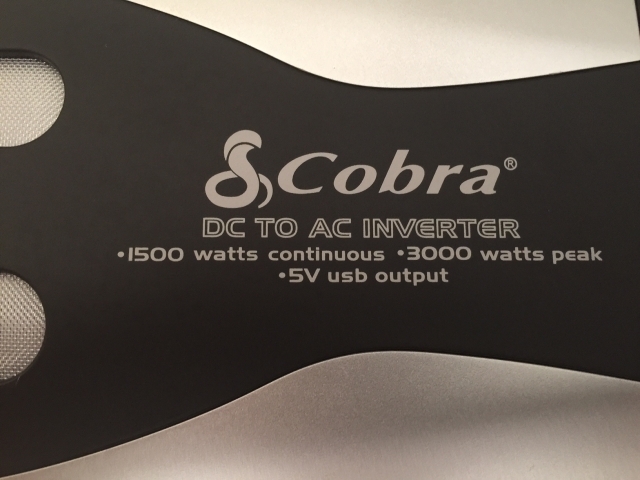 Cobra®
DC TO AC INVERTER
•1500 watts continuous •3000 watts peak
•5V usb output